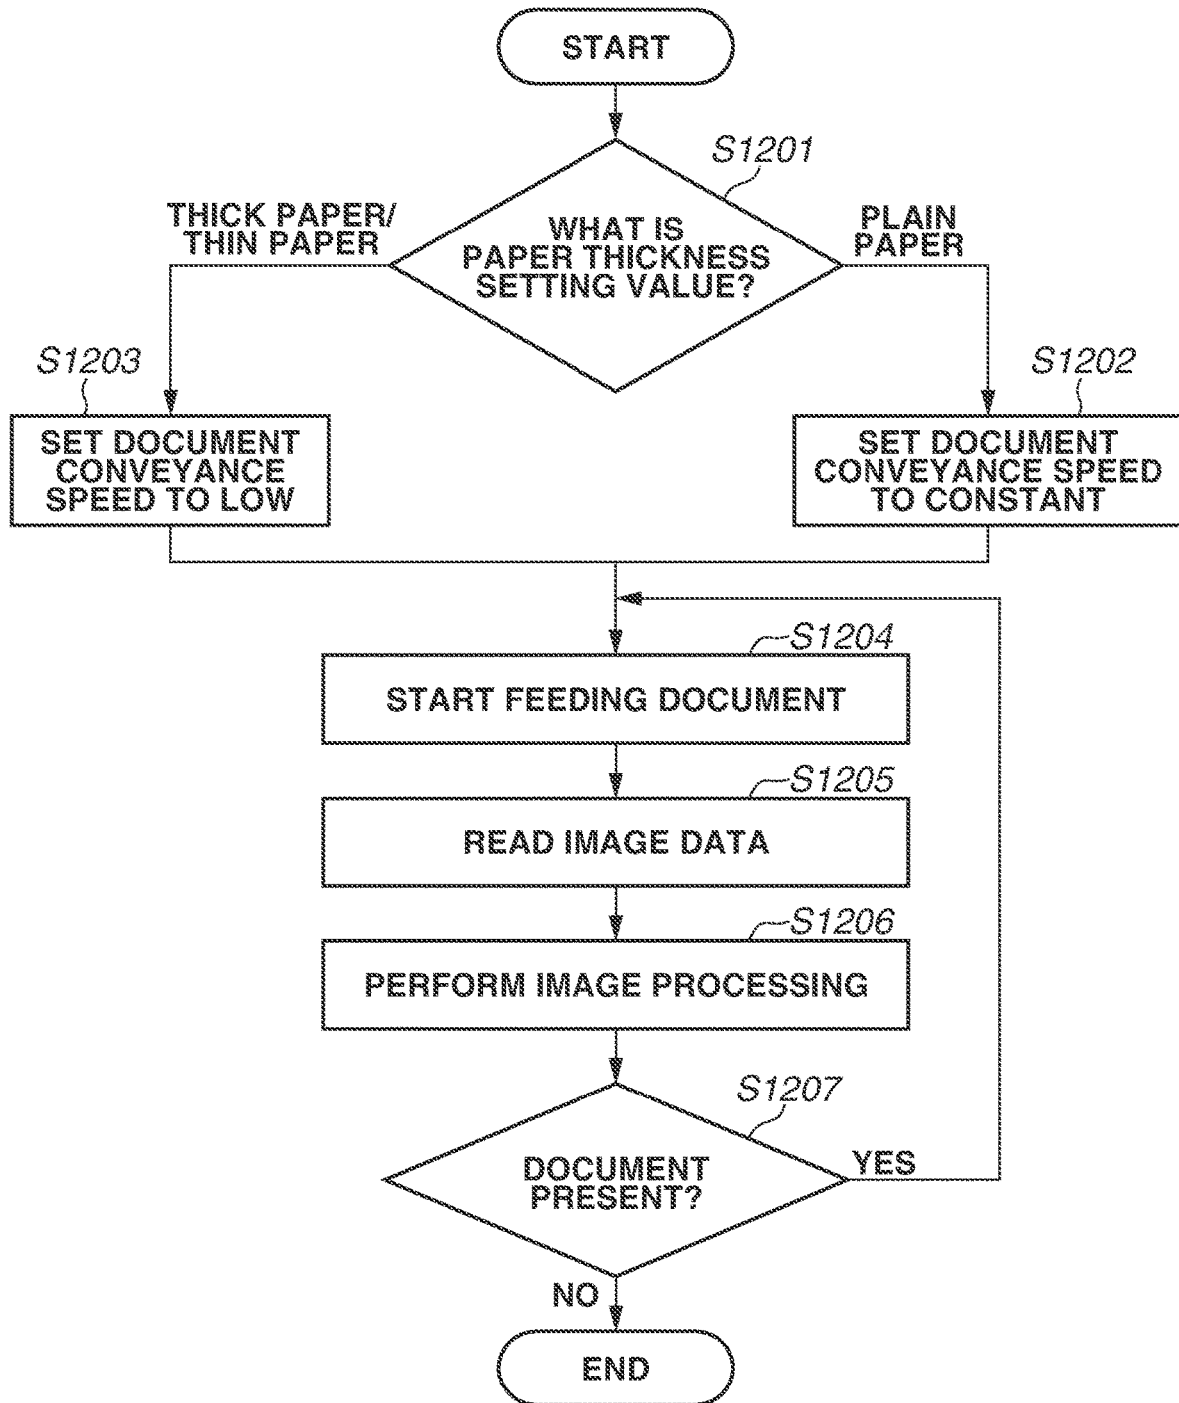 START
S1201
THICK PAPER/
THIN PAPER
WHAT IS
PAPER THICKNESS
SETTING VALUE?
PLAIN
PAPER
S1203
SET DOCUMENT
CONVEYANCE
SPEED TO LOW
S1202
SET DOCUMENT
CONVEYANCE SPEED
TO CONSTANT
S1204
START FEEDING DOCUMENT
S1205
READ IMAGE DATA
S1206
PERFORM IMAGE PROCESSING
S1207
DOCUMENT
PRESENT?
YES
NO
END